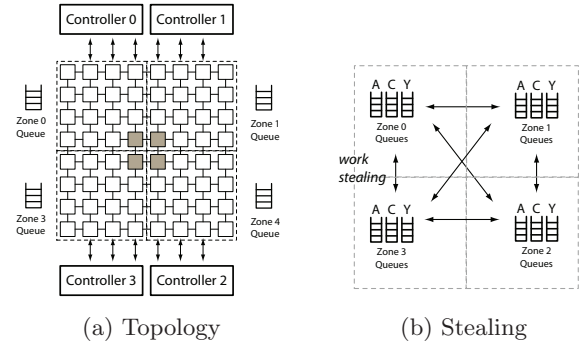 Controller 0
Controller 1
Zone 0
Queue
Zone 1
Queue
Zone 3
Queue
Zone 4
Queue
Controller 3
Controller 2
(a) Topology
A C Y
Zone 0
Queues
A C Y
Zone 1
Queues
work
stealing
A C Y
Zone 3
Queues
A C Y
Zone 2
Queues
(b) Stealing